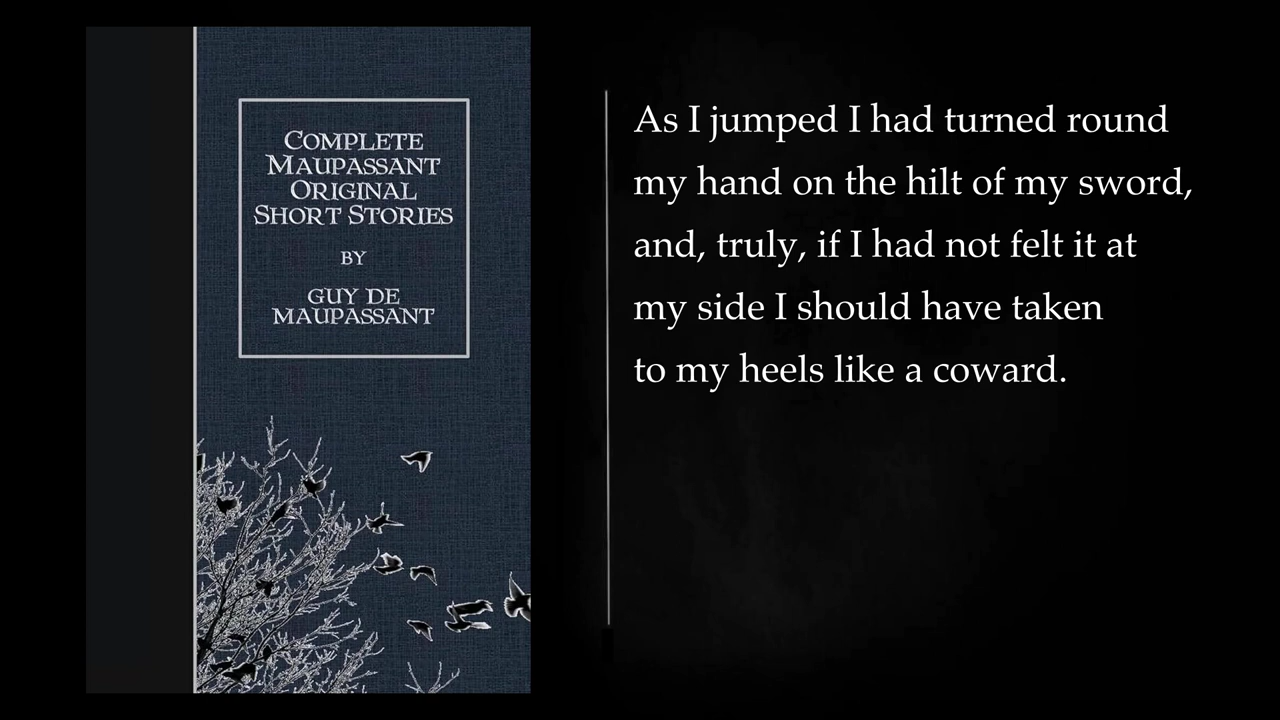 COMPLETE
MAUPASSANT
ORIGINAL
SHORT STORIES
BY
GUY DE
MAUPASSANT
As I jumped I had turned round
my hand on the hilt of my sword,
and, truly, if I had not felt it at
my side I should have taken
to my heels like a coward.